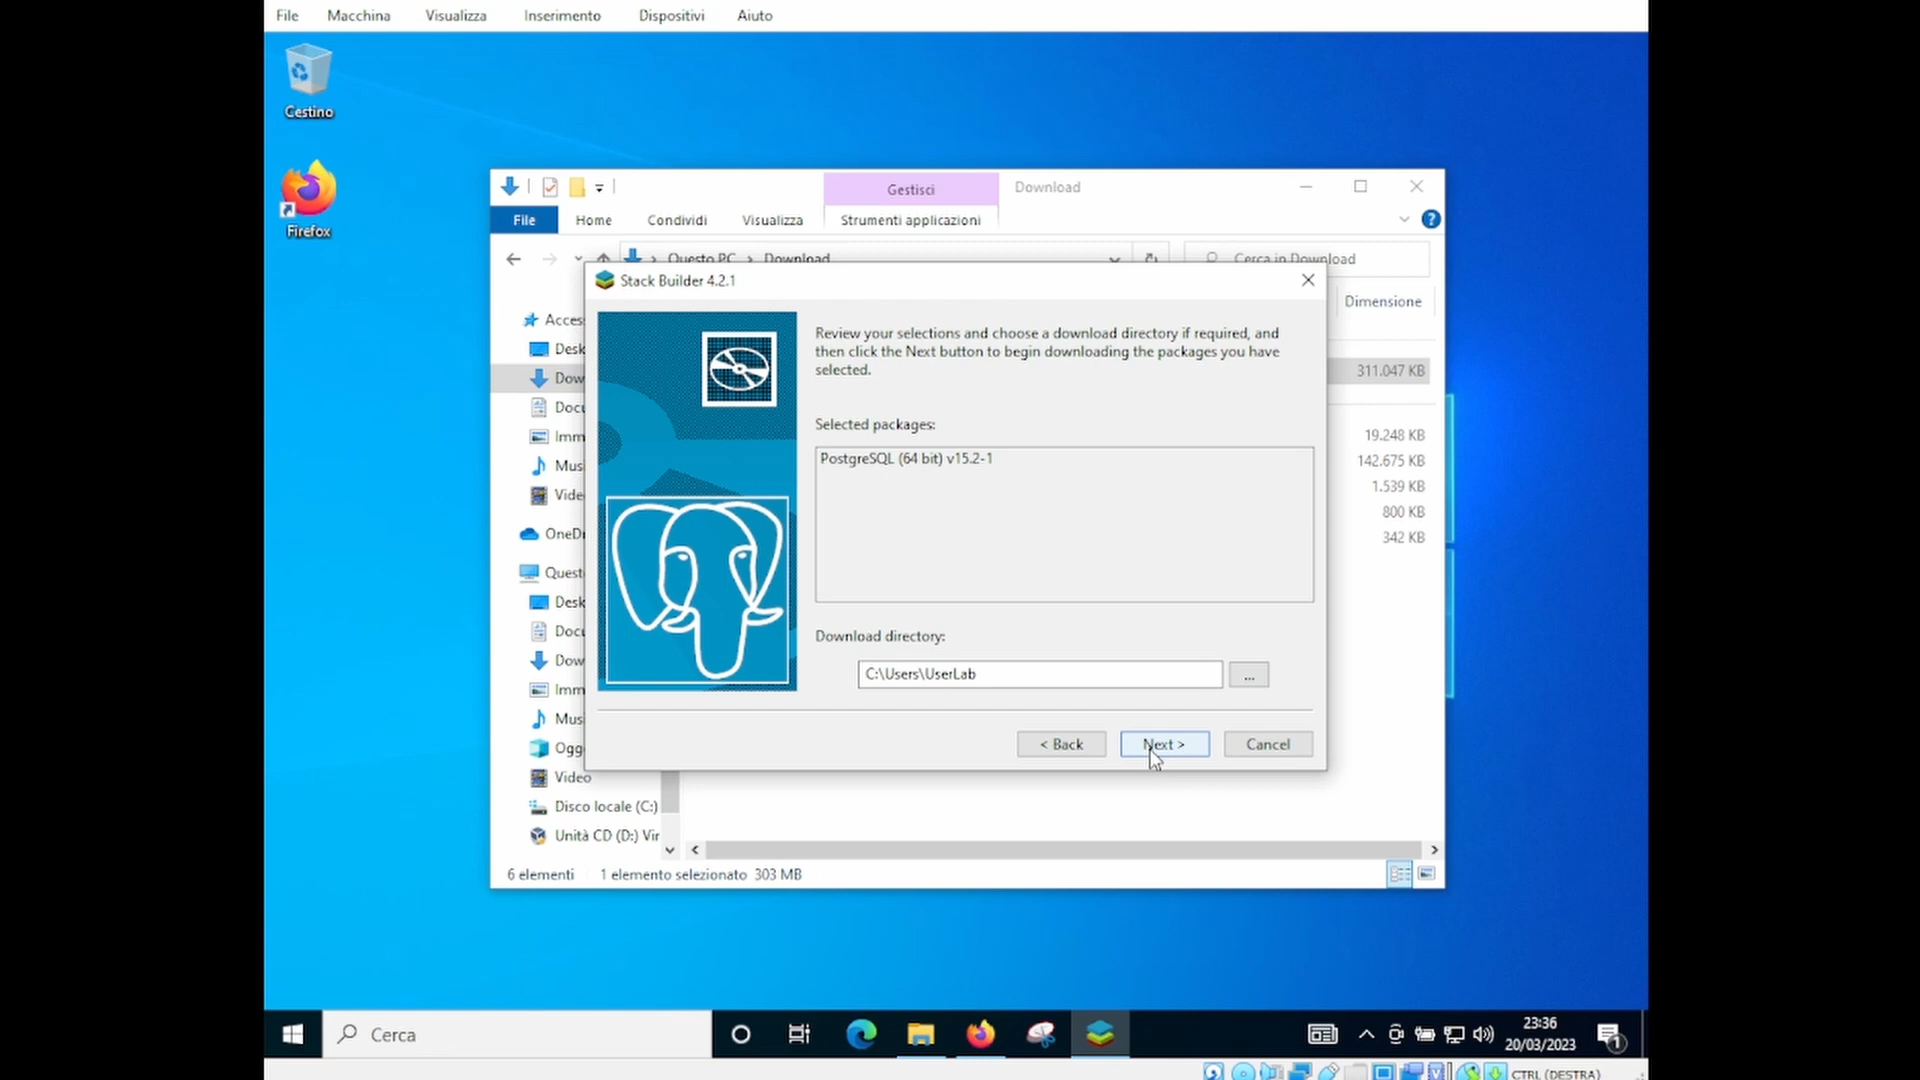 File Macchina Visualizza Inserimento Dispositivi Aiuto
Cestino
Firefox
Gestisci Download
File Home Condividi Visualizza Strumenti applicazioni
Questo PC > Download Cerca in Download
Stack Builder 4.2.1
Dimensione
Acces
Desk
Dow
Docu
Imm
Musi
Vide
OneDr
Quest
Desk
Docu
Dow
Imm
Musi
Ogg
Video
Disco locale (C:)
Unità CD (D:) Vir
311.047 KB
19.248 KB
142.675 KB
1.539 KB
800 KB
342 KB
Review your selections and choose a download directory if required, and
then click the Next button to begin downloading the packages you have
selected.
Selected packages:
PostgreSQL (64 bit) v15.2-1
Download directory:
C:\Users\UserLab ...
< Back Next > Cancel
6 elementi 1 elemento selezionato 303 MB
Cerca
23:36
20/03/2023
1
CTRL (DESTRA)